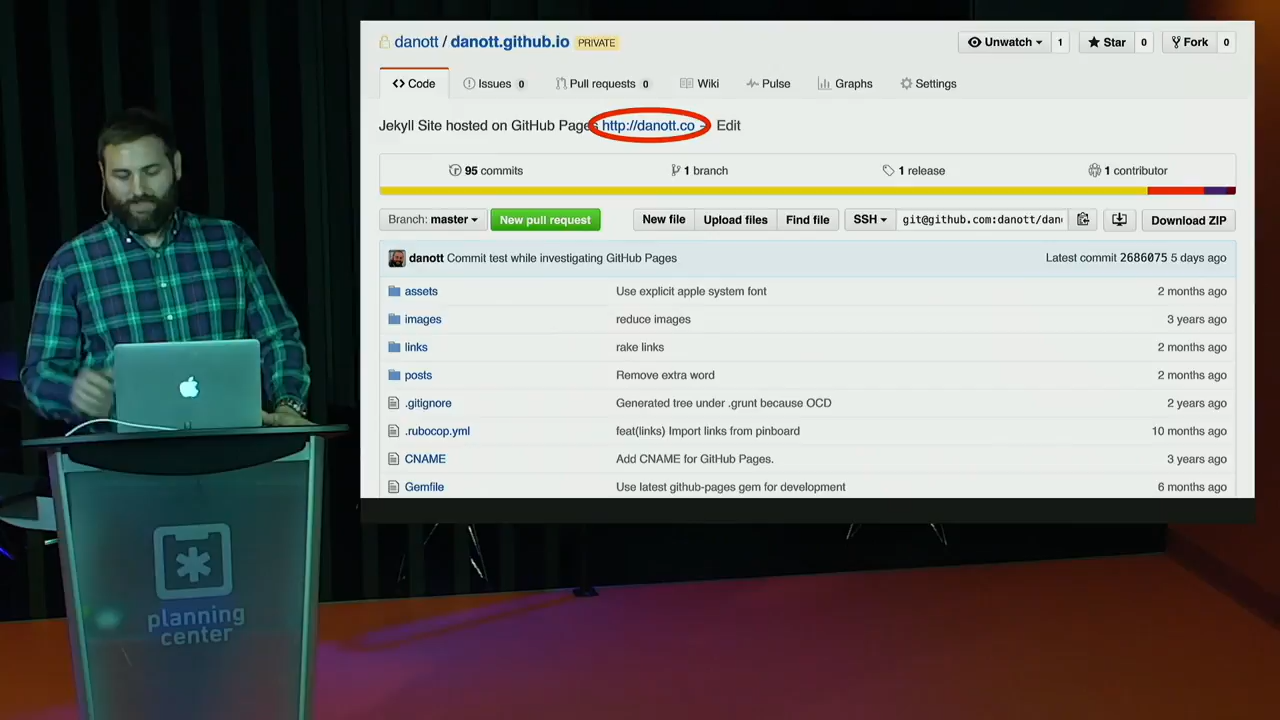 danott / danott.github.io PRIVATE Unwatch 1 Star 0 Fork 0
Code Issues 0 Pull requests 0 Wiki Pulse Graphs Settings
Jekyll Site hosted on GitHub Pages http://danott.co — Edit
95 commits 1 branch 1 release 1 contributor
Branch: master New pull request New file Upload files Find file SSH git@github.com:danott/dan Download ZIP
danott Commit test while investigating GitHub Pages Latest commit 2686075 5 days ago
assets Use explicit apple system font 2 months ago
images reduce images 3 years ago
links rake links 2 months ago
posts Remove extra word 2 months ago
.gitignore Generated tree under .grunt because OCD 2 years ago
.rubocop.yml feat(links) Import links from pinboard 10 months ago
CNAME Add CNAME for GitHub Pages. 3 years ago
Gemfile Use latest github-pages gem for development 6 months ago
planning
center